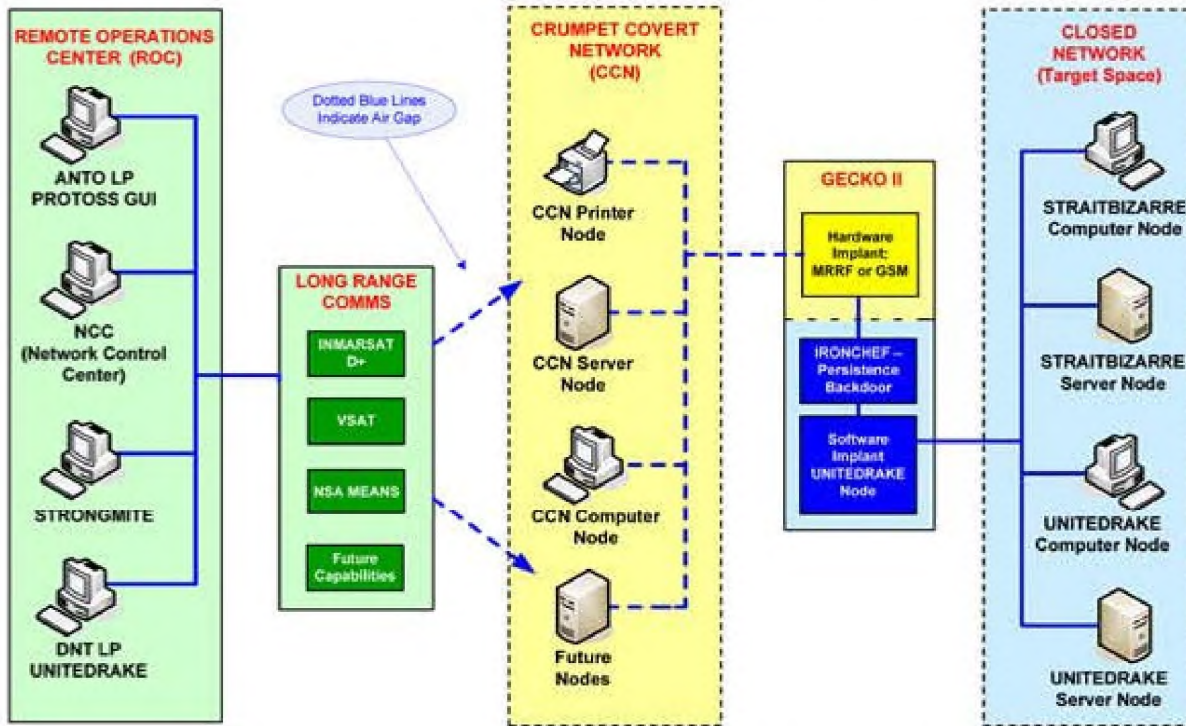 REMOTE OPERATIONS
CENTER (ROC)
ANTO LP
PROTOSS GUI
NCC
(Network Control
Center)
STRONGMITE
DNT LP
UNITEDRAKE
Dotted Blue Lines
Indicate Air Gap
LONG RANGE
COMMS
INMARSAT
D+
VSAT
NSA MEANS
Future
Capabilities
CRUMPET COVERT
NETWORK
(CCN)
CCN Printer
Node
CCN Server
Node
CCN Computer
Node
Future
Nodes
GECKO II
Hardware
Implant:
MRRF or GSM
IRONCHEF –
Persistence
Backdoor
Software
Implant
UNITEDRAKE
Node
CLOSED
NETWORK
(Target Space)
STRAITBIZARRE
Computer Node
STRAITBIZARRE
Server Node
UNITEDRAKE
Computer Node
UNITEDRAKE
Server Node